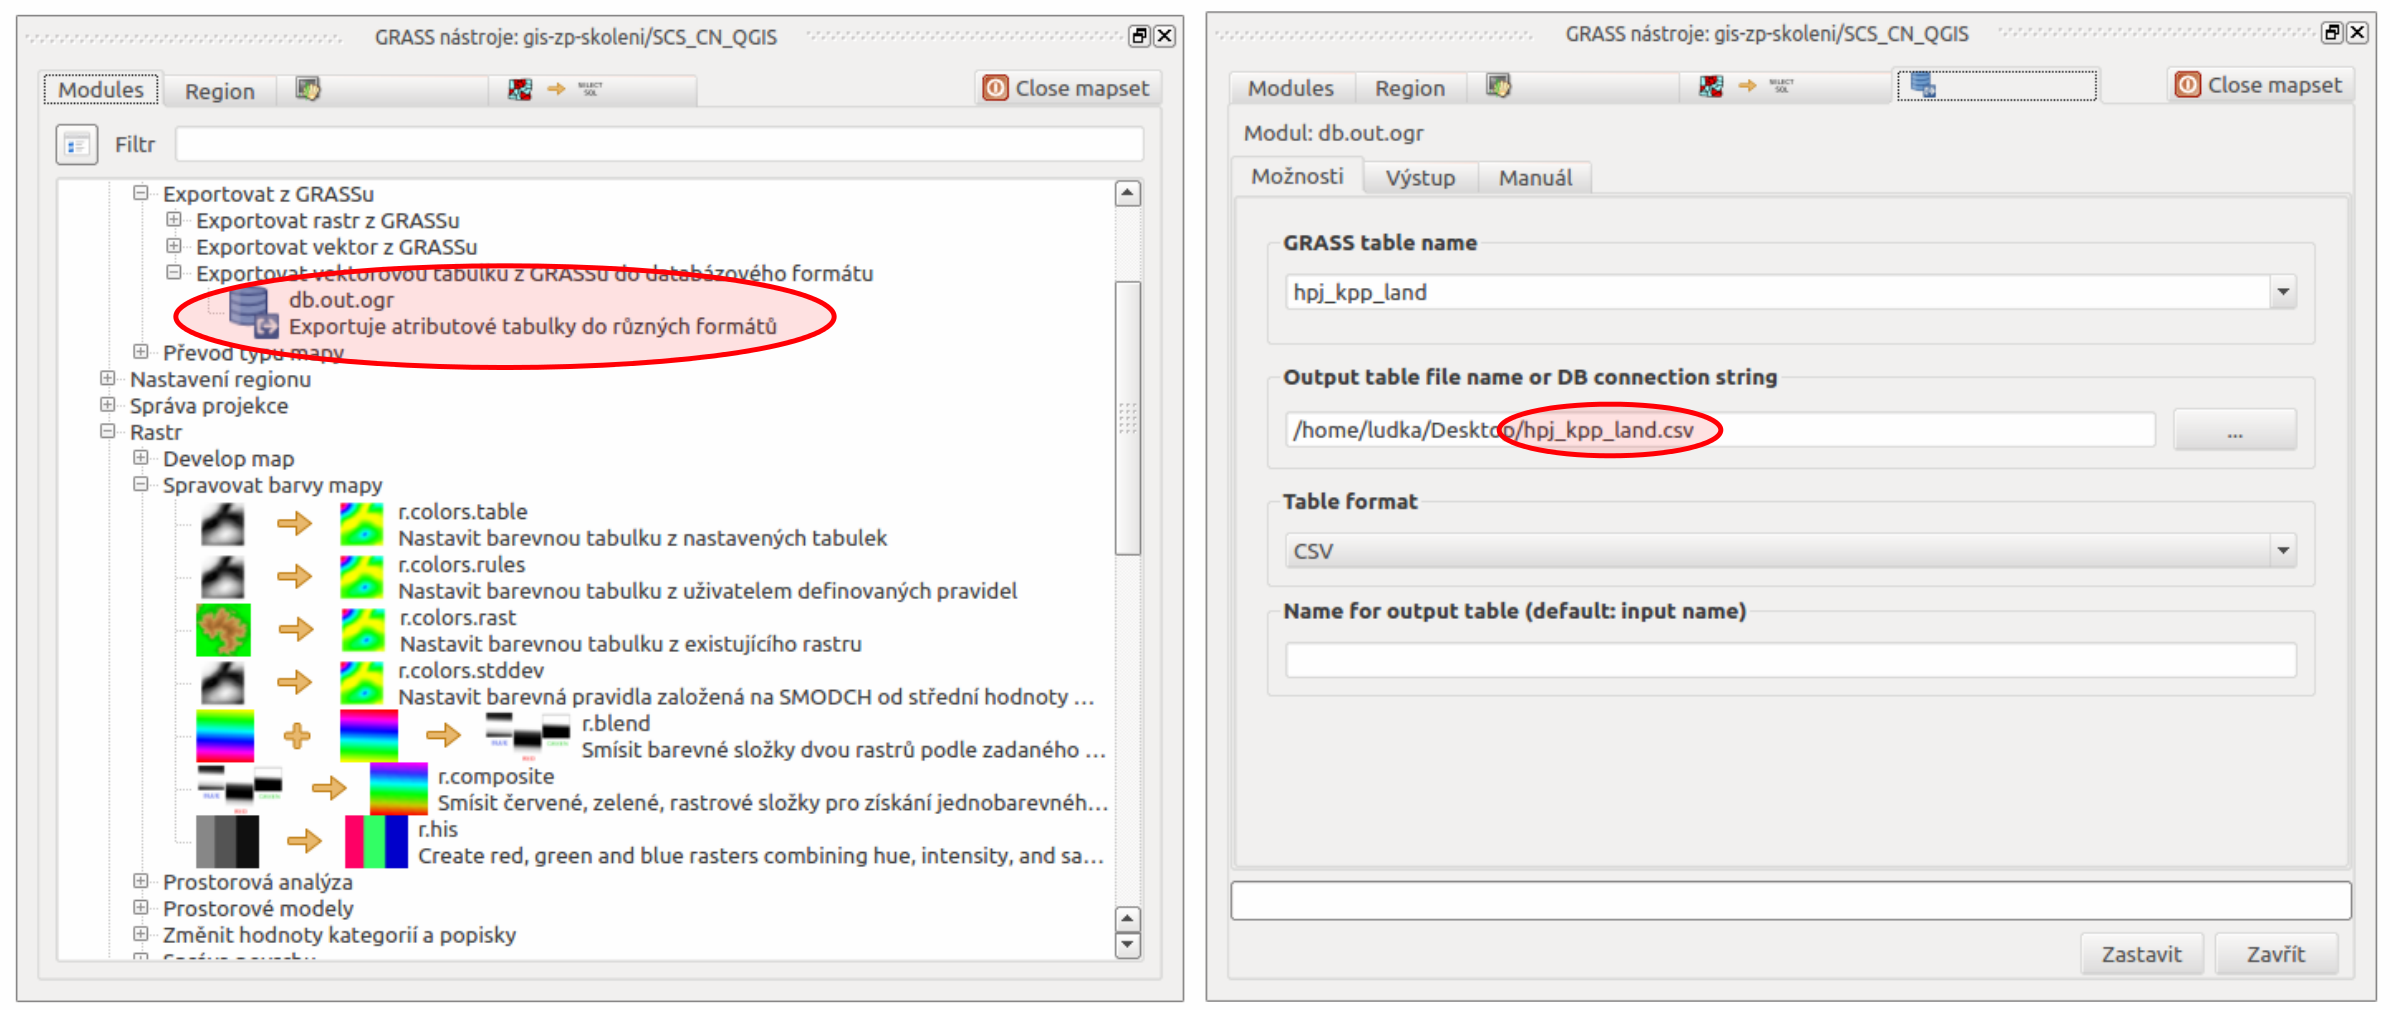 GRASS nástroje: gis-zp-skoleni/SCS_CN_QGIS
Modules
Region
SELECT
SQL
Close mapset
Filtr
Exportovat z GRASSu
Exportovat rastr z GRASSu
Exportovat vektor z GRASSu
Exportovat vektorovou tabulku z GRASSu do databázového formátu
db.out.ogr
Exportuje atributové tabulky do různých formátů
Převod typu mapy
Nastavení regionu
Správa projekce
Rastr
Develop map
Spravovat barvy mapy
r.colors.table
Nastavit barevnou tabulku z nastavených tabulek
r.colors.rules
Nastavit barevnou tabulku z uživatelem definovaných pravidel
r.colors.rast
Nastavit barevnou tabulku z existujícího rastru
r.colors.stddev
Nastavit barevná pravidla založená na SMODCH od střední hodnoty ...
r.blend
Smísit barevné složky dvou rastrů podle zadaného ...
r.composite
Smísit červené, zelené, rastrové složky pro získání jednobarevnéh...
r.his
Create red, green and blue rasters combining hue, intensity, and sa...
Prostorová analýza
Prostorové modely
Změnit hodnoty kategorií a popisky
GRASS nástroje: gis-zp-skoleni/SCS_CN_QGIS
Modules
Region
SELECT
SQL
Close mapset
Modul: db.out.ogr
Možnosti
Výstup
Manuál
GRASS table name
hpj_kpp_land
Output table file name or DB connection string
/home/ludka/Desktop/hpj_kpp_land.csv
...
Table format
CSV
Name for output table (default: input name)
Zastavit
Zavřít